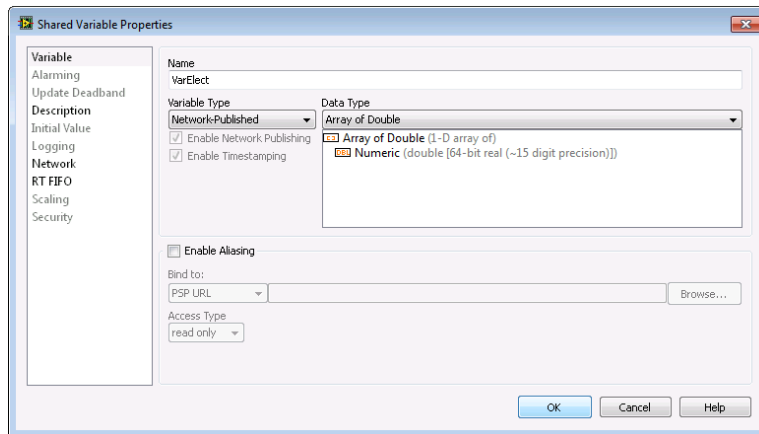 Shared Variable Properties
Variable
Alarming
Update Deadband
Description
Initial Value
Logging
Network
RT FIFO
Scaling
Security
Name
VarElect
Variable Type
Network-Published
Enable Network Publishing
Enable Timestamping
Data Type
Array of Double
Array of Double (1-D array of)
DBL Numeric (double [64-bit real (~15 digit precision)])
Enable Aliasing
Bind to:
PSP URL
Browse...
Access Type
read only
OK Cancel Help